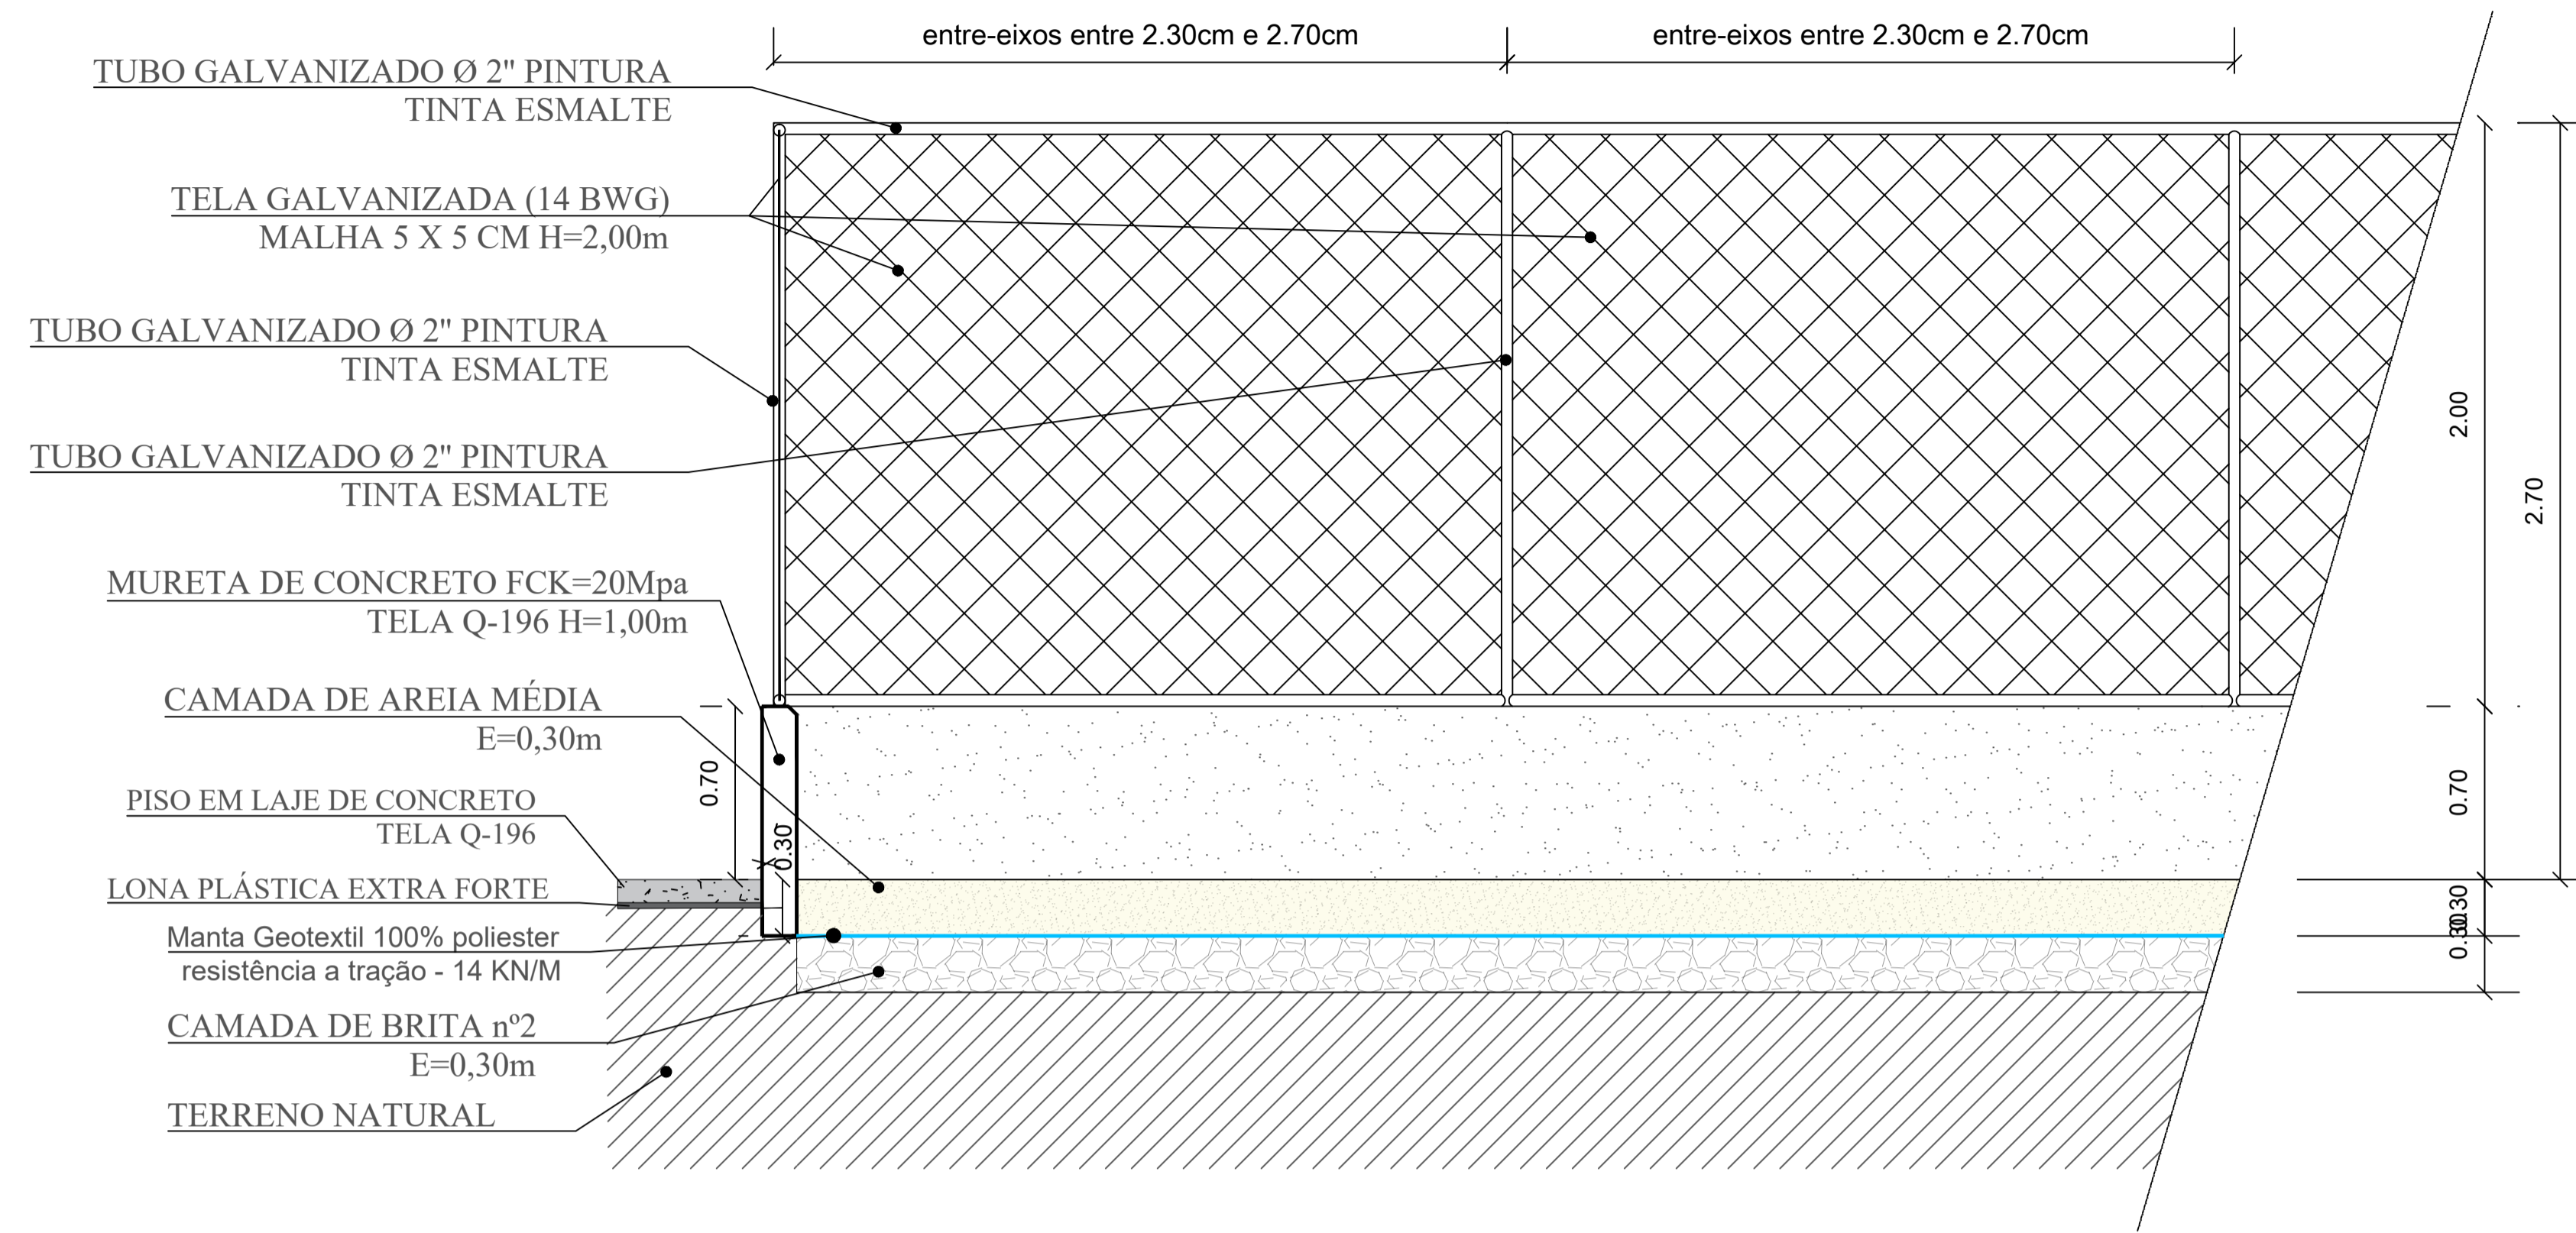 entre-eixos entre 2.30cm e 2.70cm
entre-eixos entre 2.30cm e 2.70cm
TUBO GALVANIZADO Ø 2" PINTURA
TINTA ESMALTE
TELA GALVANIZADA (14 BWG)
MALHA 5 X 5 CM H=2,00m
TUBO GALVANIZADO Ø 2" PINTURA
TINTA ESMALTE
TUBO GALVANIZADO Ø 2" PINTURA
TINTA ESMALTE
MURETA DE CONCRETO FCK=20Mpa
TELA Q-196 H=1,00m
CAMADA DE AREIA MÉDIA
E=0,30m
PISO EM LAJE DE CONCRETO
TELA Q-196
LONA PLÁSTICA EXTRA FORTE
Manta Geotextil 100% poliester
resistência a tração - 14 KN/M
CAMADA DE BRITA nº2
E=0,30m
TERRENO NATURAL
0.70
0.30
2.00
2.70
0.70
0.30
0.30